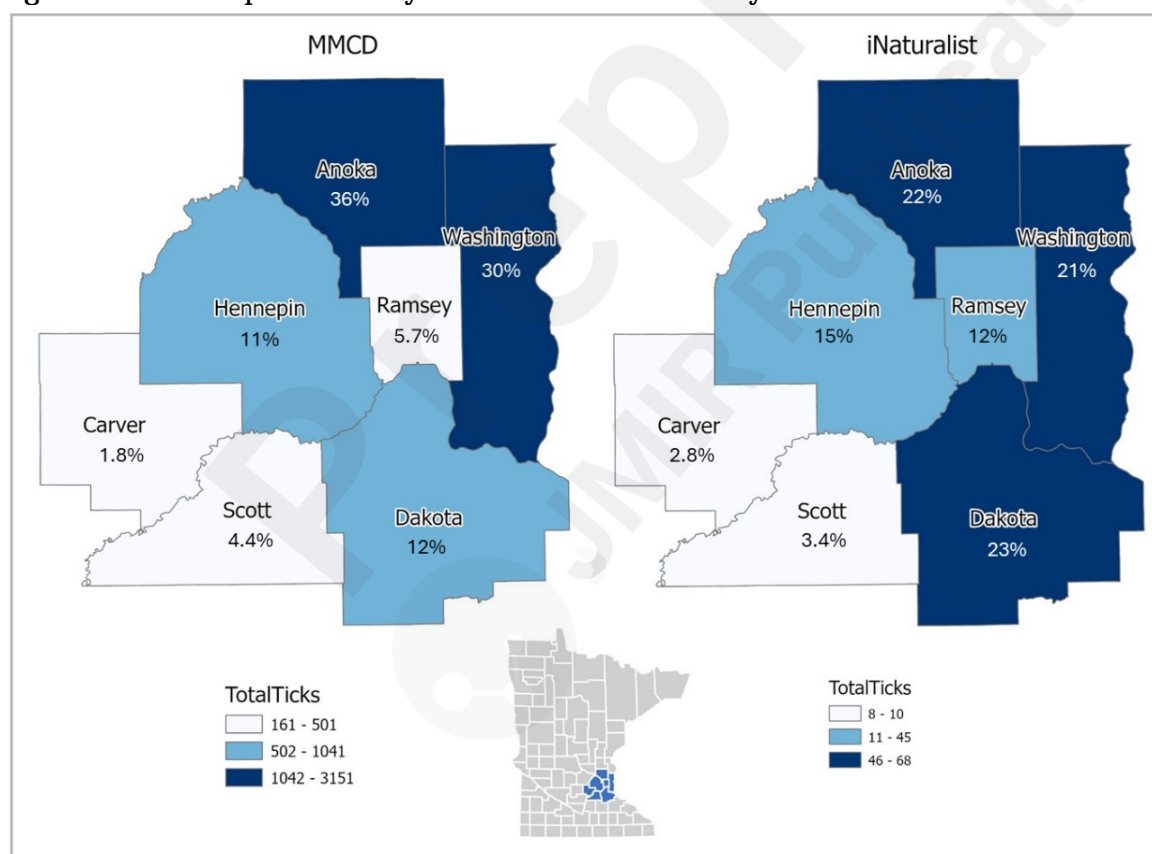 MMCD
iNaturalist
Anoka
36%
Washington
30%
Hennepin
11%
Ramsey
5.7%
Carver
1.8%
Scott
4.4%
Dakota
12%
Anoka
22%
Washington
21%
Hennepin
15%
Ramsey
12%
Carver
2.8%
Scott
3.4%
Dakota
23%
TotalTicks
161 - 501
502 - 1041
1042 - 3151
TotalTicks
8 - 10
11 - 45
46 - 68
JMIR